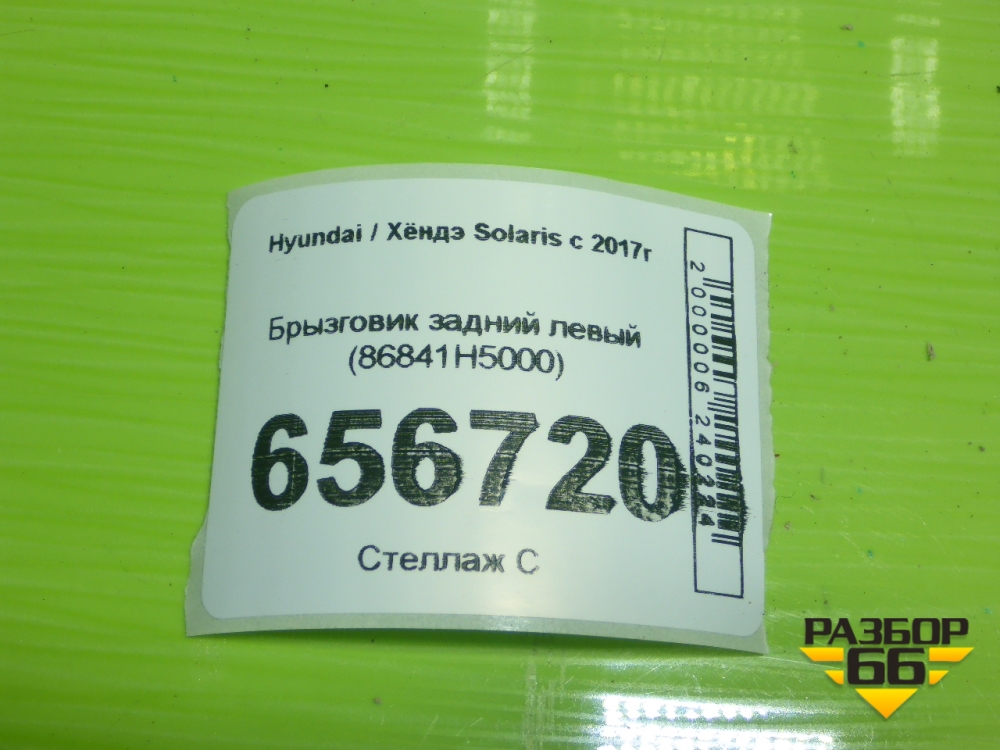 Hyundai / Хёндэ Solaris с 2017г
Брызговик задний левый
(86841H5000)
656720
Стеллаж С
2000006240224
РАЗБОР
66